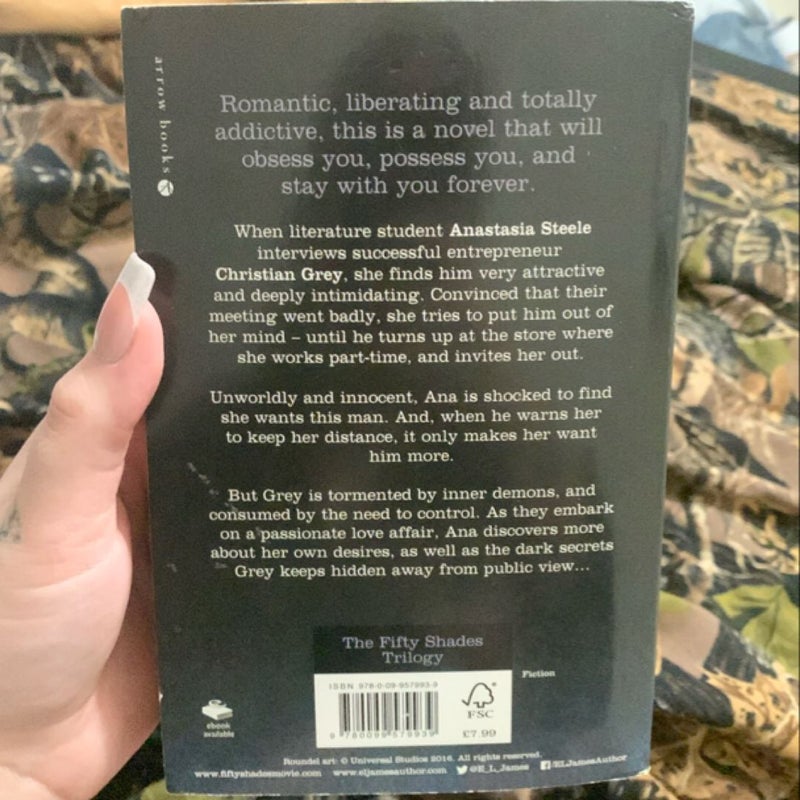 arrow books
Romantic, liberating and totally
addictive, this is a novel that will
obsess you, possess you, and
stay with you forever.
When literature student Anastasia Steele
interviews successful entrepreneur
Christian Grey, she finds him very attractive
and deeply intimidating. Convinced that their
meeting went badly, she tries to put him out of
her mind – until he turns up at the store where
she works part-time, and invites her out.
Unworldly and innocent, Ana is shocked to find
she wants this man. And, when he warns her
to keep her distance, it only makes her want
him more.
But Grey is tormented by inner demons, and
consumed by the need to control. As they embark
on a passionate love affair, Ana discovers more
about her own desires, as well as the dark secrets
Grey keeps hidden away from public view...
The Fifty Shades
Trilogy
Fiction
ISBN 978-0-09-957993-9
9 780099 579939
FSC
£7.99
ebook
available
Roundel art: © Universal Studios 2016. All rights reserved.
www.fiftyshadesmovie.com www.eljamesauthor.com @E_L_James /ELJamesAuthor